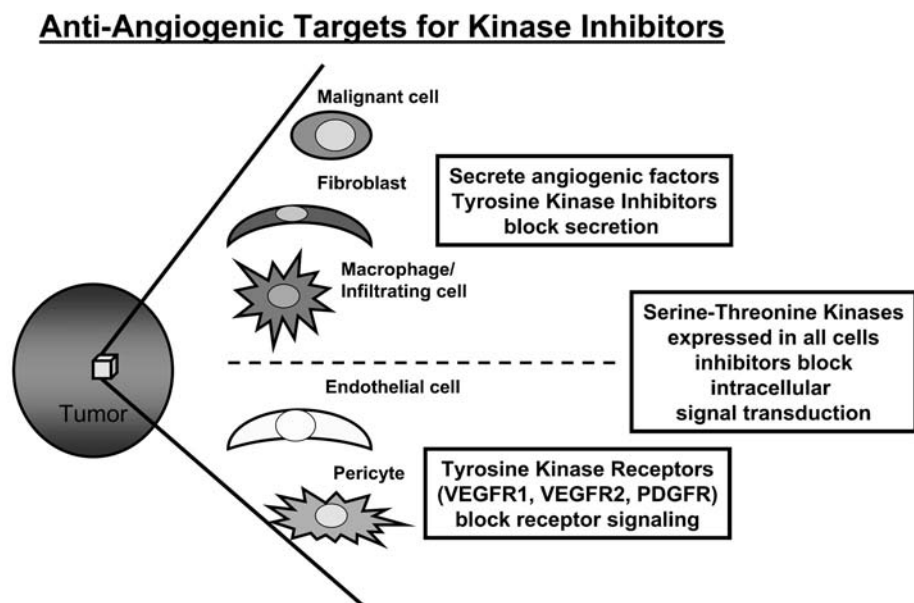 Anti-Angiogenic Targets for Kinase Inhibitors
Malignant cell
Fibroblast
Secrete angiogenic factors
Tyrosine Kinase Inhibitors
block secretion
Macrophage/
Infiltrating cell
Serine-Threonine Kinases
expressed in all cells
inhibitors block
intracellular
signal transduction
Tumor
Endothelial cell
Pericyte
Tyrosine Kinase Receptors
(VEGFR1, VEGFR2, PDGFR)
block receptor signaling